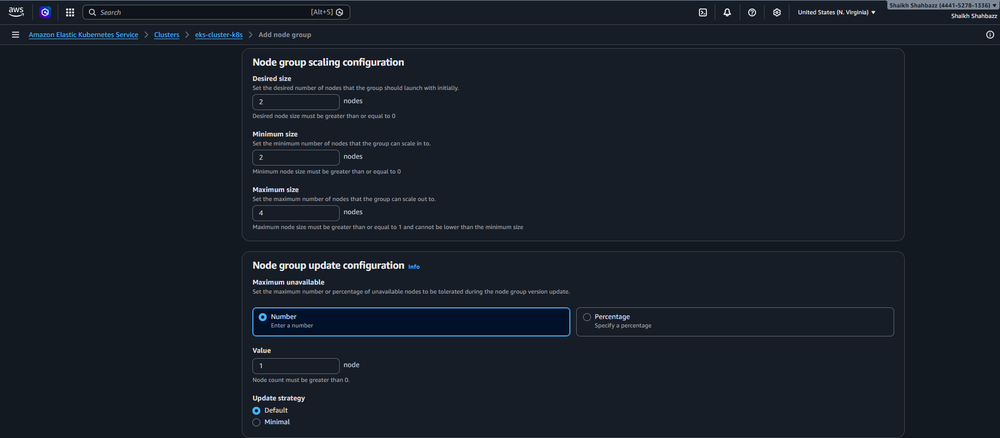 aws
Search [Alt+S]
United States (N. Virginia)
Shaikh Shahbazz (4441-5278-1336)
Shaikh Shahbazz
Amazon Elastic Kubernetes Service
Clusters
eks-cluster-k8s
Add node group
Node group scaling configuration
Desired size
Set the desired number of nodes that the group should launch with initially.
2 nodes
Desired node size must be greater than or equal to 0
Minimum size
Set the minimum number of nodes that the group can scale in to.
2 nodes
Minimum node size must be greater than or equal to 0
Maximum size
Set the maximum number of nodes that the group can scale out to.
4 nodes
Maximum node size must be greater than or equal to 1 and cannot be lower than the minimum size
Node group update configuration Info
Maximum unavailable
Set the maximum number or percentage of unavailable nodes to be tolerated during the node group version update.
Number
Enter a number
Percentage
Specify a percentage
Value
1 node
Node count must be greater than 0.
Update strategy
Default
Minimal